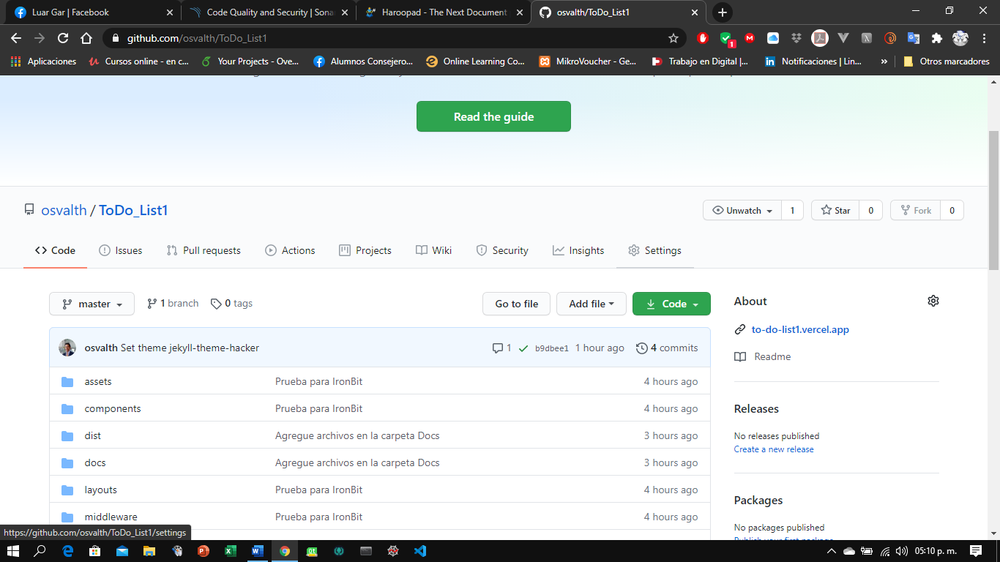 Luar Gar | Facebook
Code Quality and Security | Sona
Haroopad - The Next Document
osvalth/ToDo_List1
github.com/osvalth/ToDo_List1
1
Aplicaciones
Cursos online - en c...
Your Projects - Ove...
Alumnos Consejero...
Online Learning Co...
MikroVoucher - Ge...
Trabajo en Digital |...
Notificaciones | Lin...
»
Otros marcadores
Read the guide
osvalth / ToDo_List1
Unwatch 1
Star 0
Fork 0
Code
Issues
Pull requests
Actions
Projects
Wiki
Security
Insights
Settings
master
1 branch
0 tags
Go to file
Add file
Code
osvalth Set theme jekyll-theme-hacker
1
b9dbee1 1 hour ago
4 commits
assets Prueba para IronBit 4 hours ago
components Prueba para IronBit 4 hours ago
dist Agregue archivos en la carpeta Docs 3 hours ago
docs Agregue archivos en la carpeta Docs 3 hours ago
layouts Prueba para IronBit 4 hours ago
middleware Prueba para IronBit 4 hours ago
About
to-do-list1.vercel.app
Readme
Releases
No releases published
Create a new release
Packages
No packages published
Publish your first package
https://github.com/osvalth/ToDo_List1/settings
05:10 p. m.